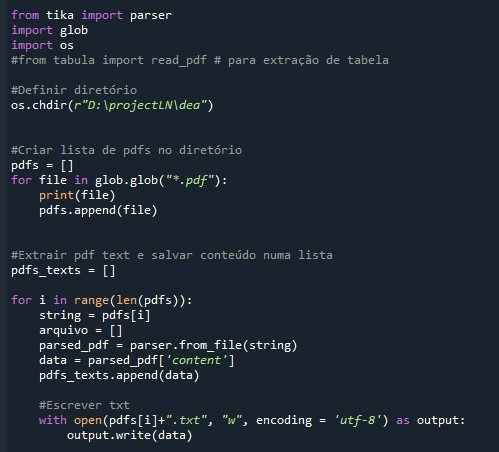 from tika import parser
import glob
import os
#from tabula import read_pdf # para extração de tabela
#Definir diretório
os.chdir(r"D:\projectLN\dea")
#Criar lista de pdfs no diretório
pdfs = []
for file in glob.glob("*.pdf"):
    print(file)
    pdfs.append(file)
#Extrair pdf text e salvar conteúdo numa lista
pdfs_texts = []
for i in range(len(pdfs)):
    string = pdfs[i]
    arquivo = []
    parsed_pdf = parser.from_file(string)
    data = parsed_pdf['content']
    pdfs_texts.append(data)
    #Escrever txt
    with open(pdfs[i]+".txt", "w", encoding = 'utf-8') as output:
        output.write(data)